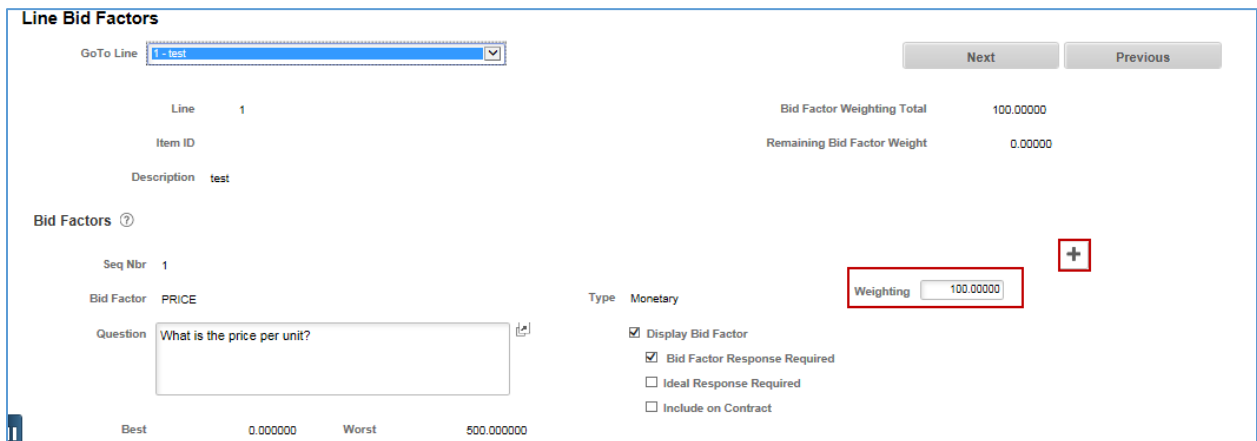 Line Bid Factors
GoTo Line 1 - test Next Previous
Line 1 Bid Factor Weighting Total 100.00000
Item ID Remaining Bid Factor Weight 0.00000
Description test
Bid Factors ?
+
Seq Nbr 1
Bid Factor PRICE Type Monetary Weighting 100.00000
Question What is the price per unit? Display Bid Factor
Bid Factor Response Required
Ideal Response Required
Include on Contract
Best 0.000000 Worst 500.000000